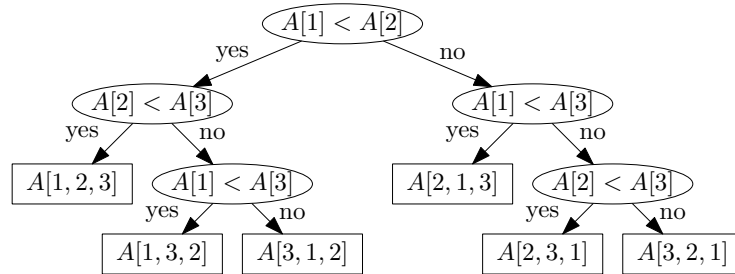 A[1] < A[2]
yes no
A[2] < A[3] A[1] < A[3]
yes no yes no
A[1, 2, 3] A[1] < A[3] A[2, 1, 3] A[2] < A[3]
yes no yes no
A[1, 3, 2] A[3, 1, 2] A[2, 3, 1] A[3, 2, 1]